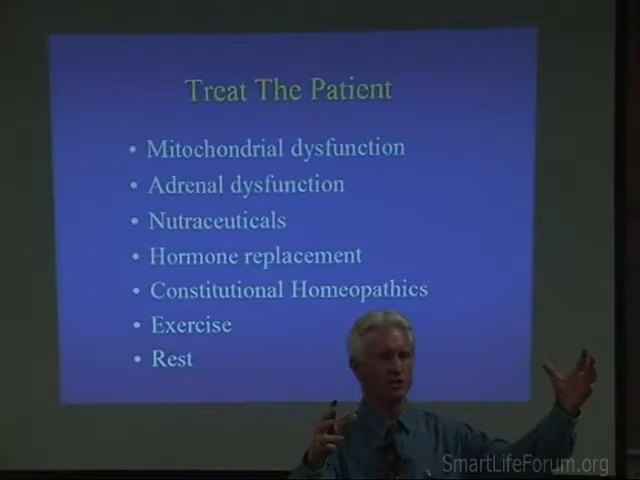 Treat The Patient
• Mitochondrial dysfunction
• Adrenal dysfunction
• Nutraceuticals
• Hormone replacement
• Constitutional Homeopathics
• Exercise
• Rest
SmartLifeForum.org